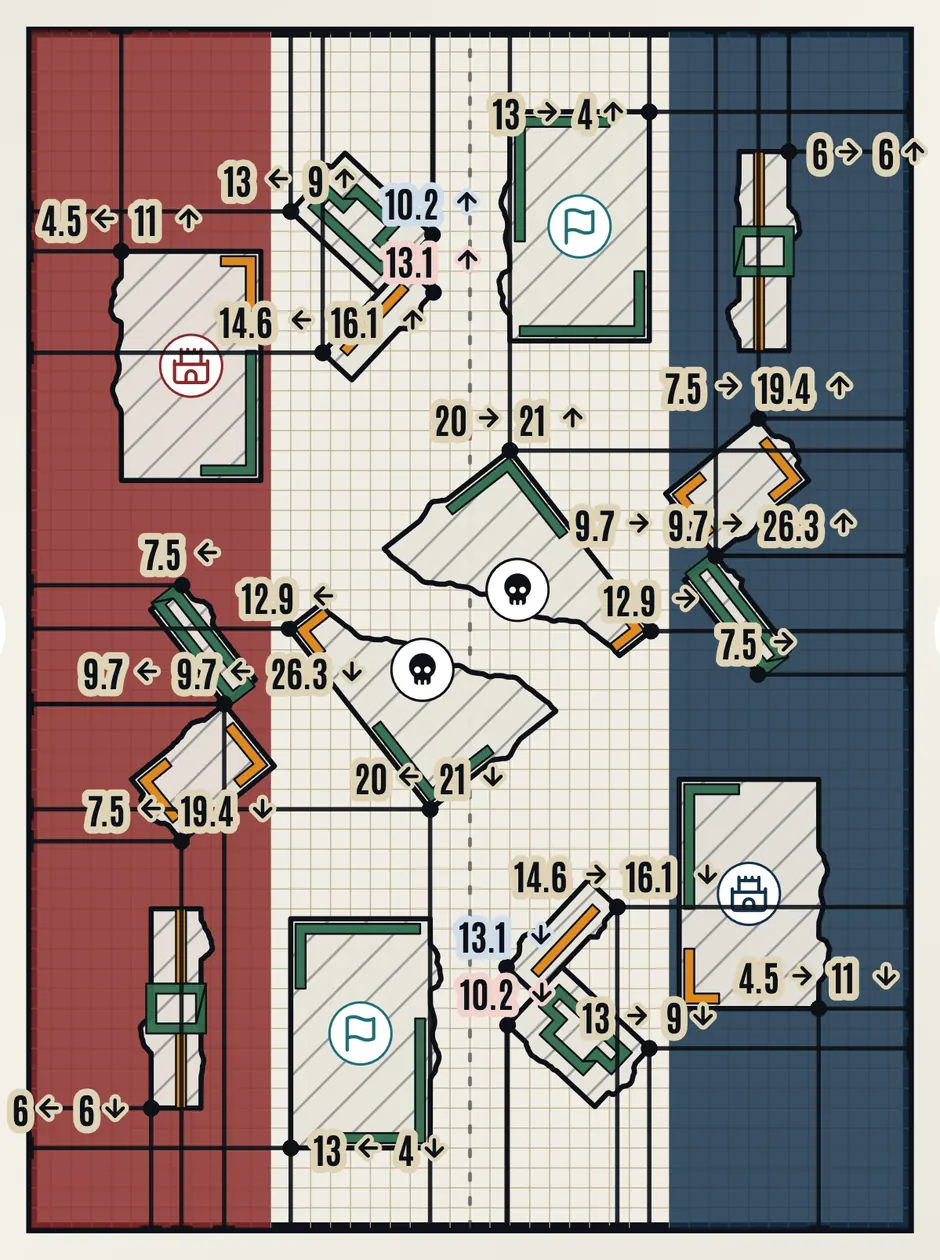 13 → 4 ↑
6 → 6 ↑
13 ← 9 ↑
10.2 ↑
4.5 ← 11 ↑
13.1 ↑
14.6 ← 16.1 ↑
7.5 → 19.4 ↑
20 → 21 ↑
9.7 → 9.7 → 26.3 ↑
7.5 ←
12.9 ←
12.9 →
7.5 →
9.7 ← 9.7 ← 26.3 ↓
20 ← 21 ↓
7.5 ← 19.4 ↓
14.6 → 16.1 ↓
13.1 ↓
4.5 → 11 ↓
10.2 ↓
13 → 9 ↓
6 ← 6 ↓
13 ← 4 ↓